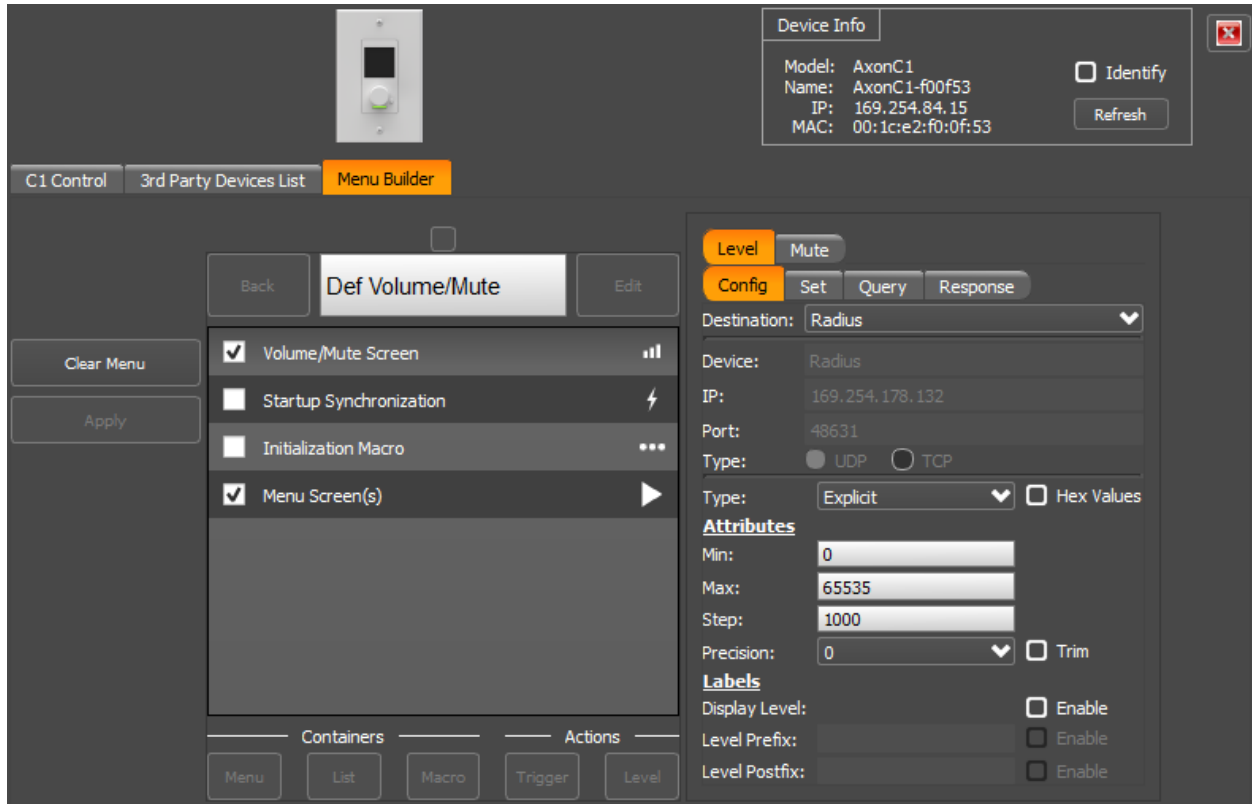 Device Info
Model: AxonC1
Name: AxonC1-f00f53
IP: 169.254.84.15
MAC: 00:1c:e2:f0:0f:53
Identify
Refresh
C1 Control 3rd Party Devices List Menu Builder
Back Def Volume/Mute Edit
Clear Menu
Apply
Volume/Mute Screen
Startup Synchronization
Initialization Macro
Menu Screen(s)
Containers Actions
Menu List Macro Trigger Level
Level Mute
Config Set Query Response
Destination: Radius
Device: Radius
IP: 169.254.178.132
Port: 48631
Type: UDP TCP
Type: Explicit Hex Values
Attributes
Min: 0
Max: 65535
Step: 1000
Precision: 0 Trim
Labels
Display Level: Enable
Level Prefix: Enable
Level Postfix: Enable